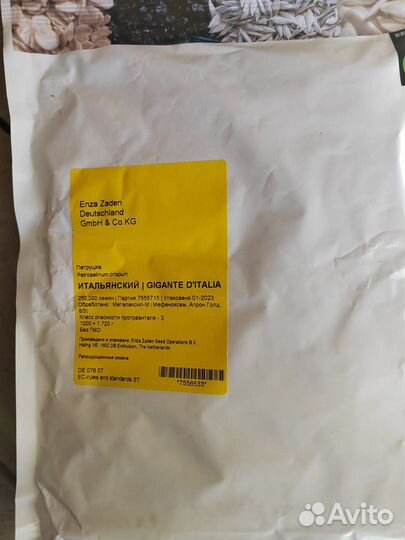 Enza Zaden
Deutschland
GmbH & Co.KG
Петрушка
Petroselinum crispum
ИТАЛЬЯНСКИЙ | GIGANTE D'ITALIA
250.000 семян | Партия 7556715 | Упаковано 01-2023
Обработано : Металаксил-М | (Мефеноксам, Апрон Голд,
ВЭ)
Класс опасности протравителя - 3
1000 = 1.720 г
Без ГМО
Произведено и упаковано: Enza Zaden Seed Operations B.V.
Haling 1/E, 1602 DB Enkhuizen, The Netherlands
Репродукционные семена
DE 076 07
EC-rules and standards ST
*7556533*
Avito